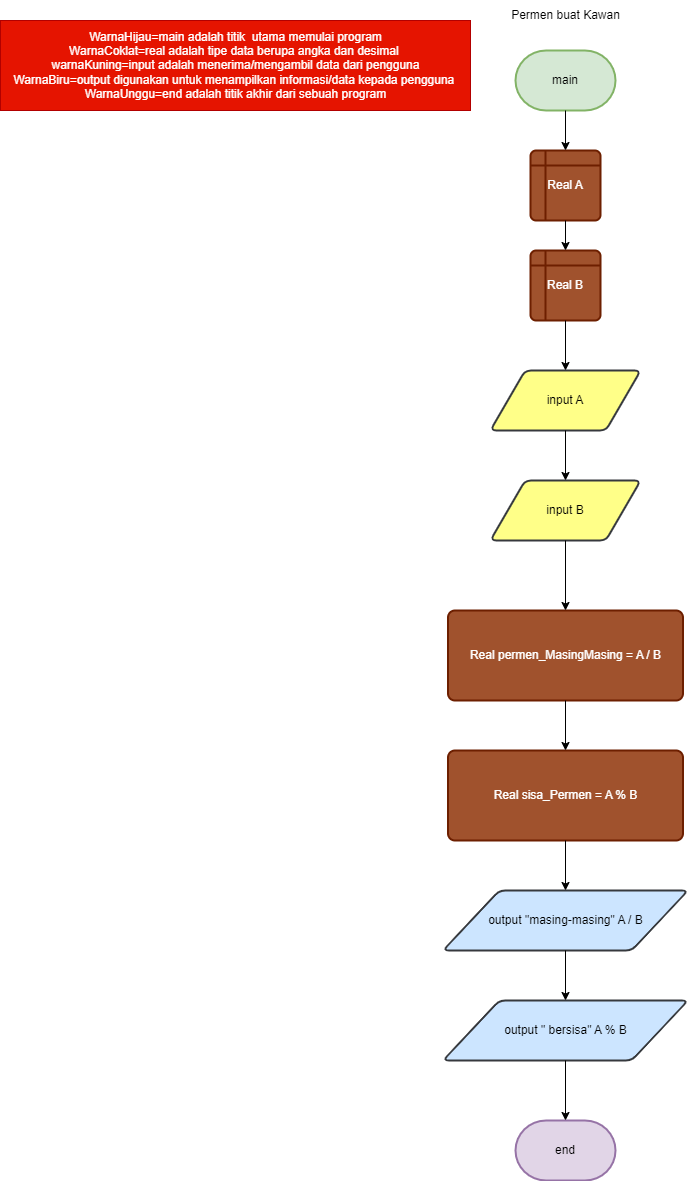 Permen buat Kawan
WarnaHijau=main adalah titik  utama memulai program
WarnaCoklat=real adalah tipe data berupa angka dan desimal
warnaKuning=input adalah menerima/mengambil data dari pengguna
WarnaBiru=output digunakan untuk menampilkan informasi/data kepada pengguna
WarnaUnggu=end adalah titik akhir dari sebuah program
main
Real A
Real B
input A
input B
Real permen_MasingMasing = A / B
Real sisa_Permen = A % B
output "masing-masing" A / B
output " bersisa" A % B
end